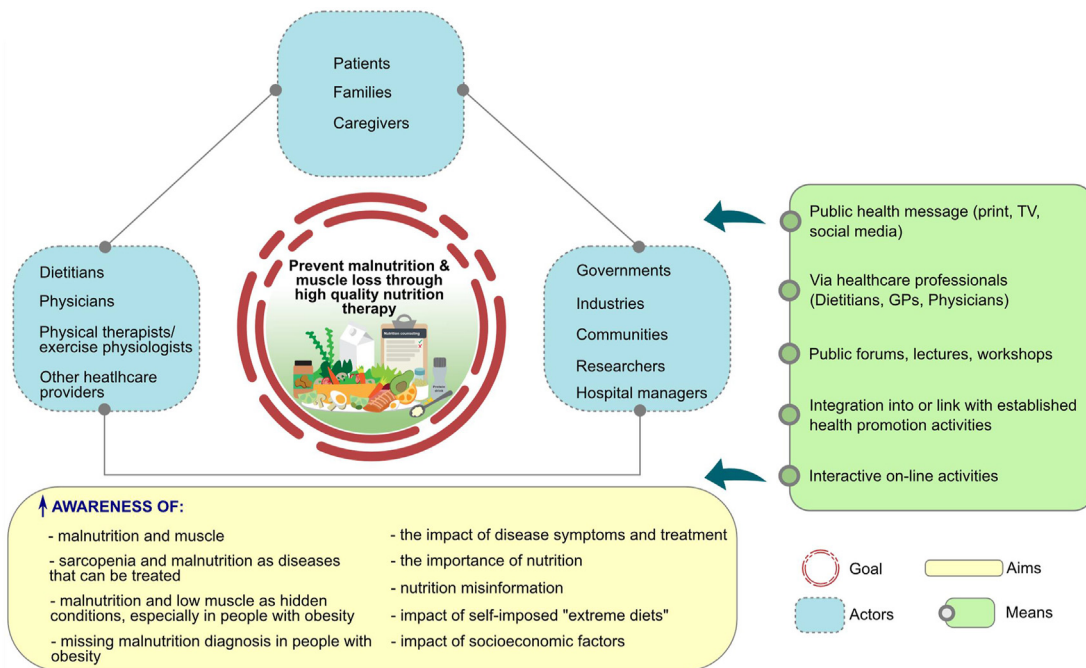 Patients
Families
Caregivers
Dietitians
Physicians
Physical therapists/
exercise physiologists
Other heatlhcare
providers
Prevent malnutrition &
muscle loss through
high quality nutrition
therapy
Nutrition counseling
Governments
Industries
Communities
Researchers
Hospital managers
Public health message (print, TV,
social media)
Via healthcare professionals
(Dietitians, GPs, Physicians)
Public forums, lectures, workshops
Integration into or link with established
health promotion activities
Interactive on-line activities
AWARENESS OF:
- malnutrition and muscle
- sarcopenia and malnutrition as diseases
that can be treated
- malnutrition and low muscle as hidden
conditions, especially in people with obesity
- missing malnutrition diagnosis in people with
obesity
- the impact of disease symptoms and treatment
- the importance of nutrition
- nutrition misinformation
- impact of self-imposed "extreme diets"
- impact of socioeconomic factors
Goal
Aims
Actors
Means